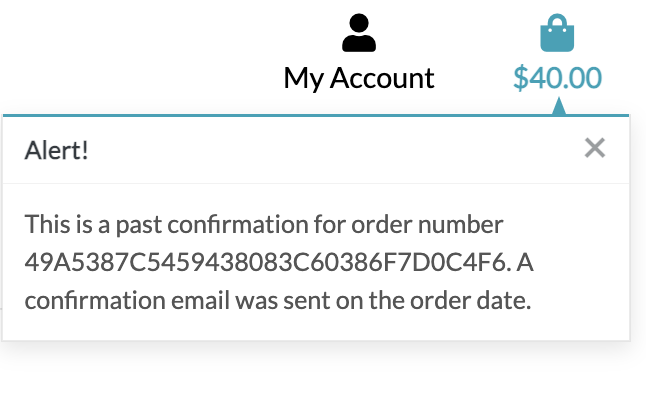 My Account
$40.00
Alert!
This is a past confirmation for order number
49A5387C5459438083C60386F7D0C4F6. A
confirmation email was sent on the order date.